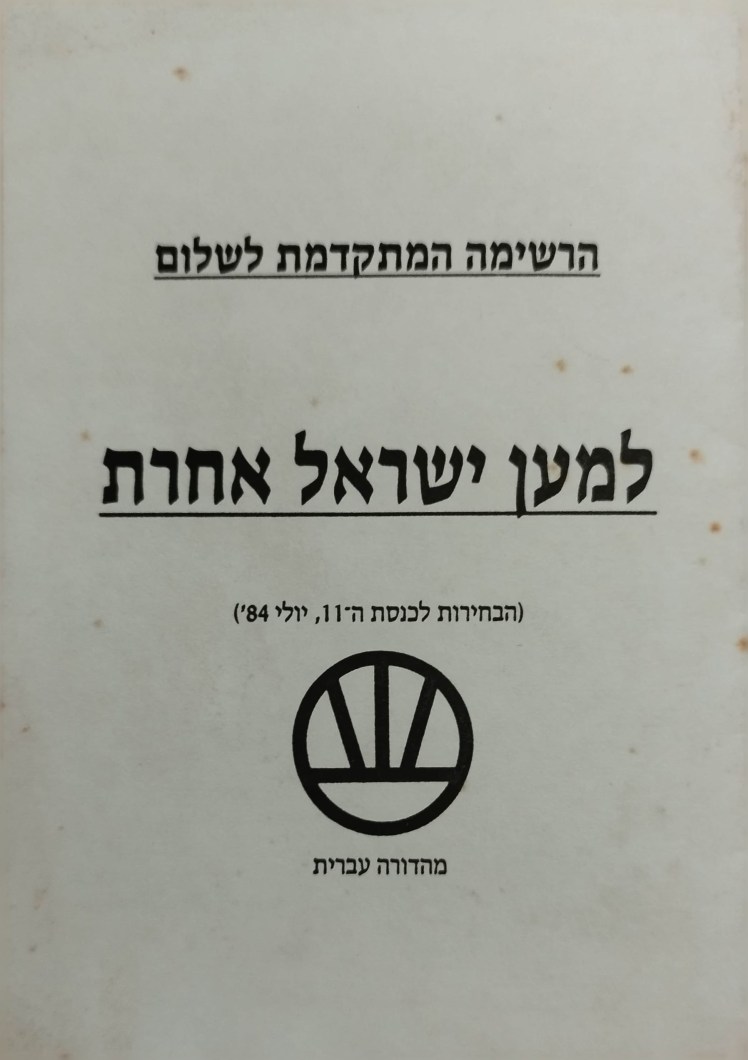 הרשימה המתקדמת לשלום
למען ישראל אחרת
(הבחירות לכנסת ה־11, יולי 84')
מהדורה עברית